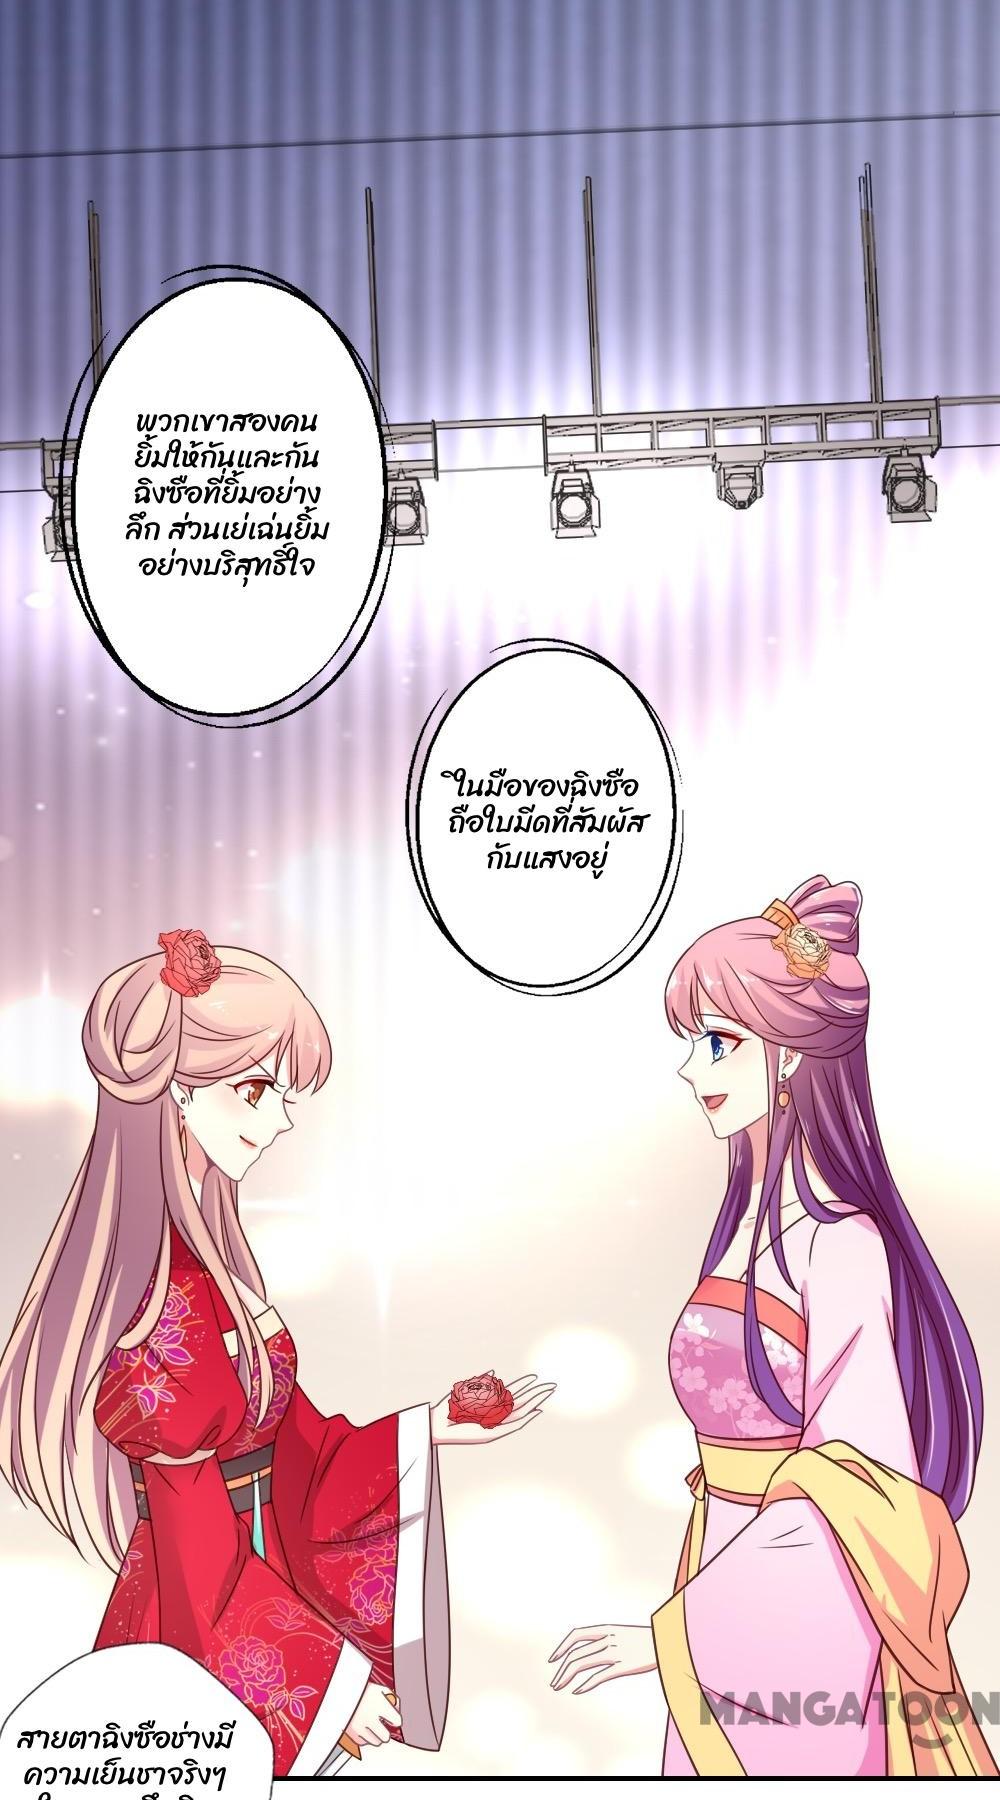 พวกเขาสองคน
ยิ้มให้กันและกัน
ฉิงซือที่ยิ้มอย่าง
ลึก ส่วนเย่เฉ่นยิ้ม
อย่างบริสุทธิ์ใจ
ในมือของฉิงซือ
ถือใบมีดที่สัมผัส
กับแสงอยู่
MANGATOON
สายตาฉิงซือช่างมี
ความเย็นชาจริงๆ